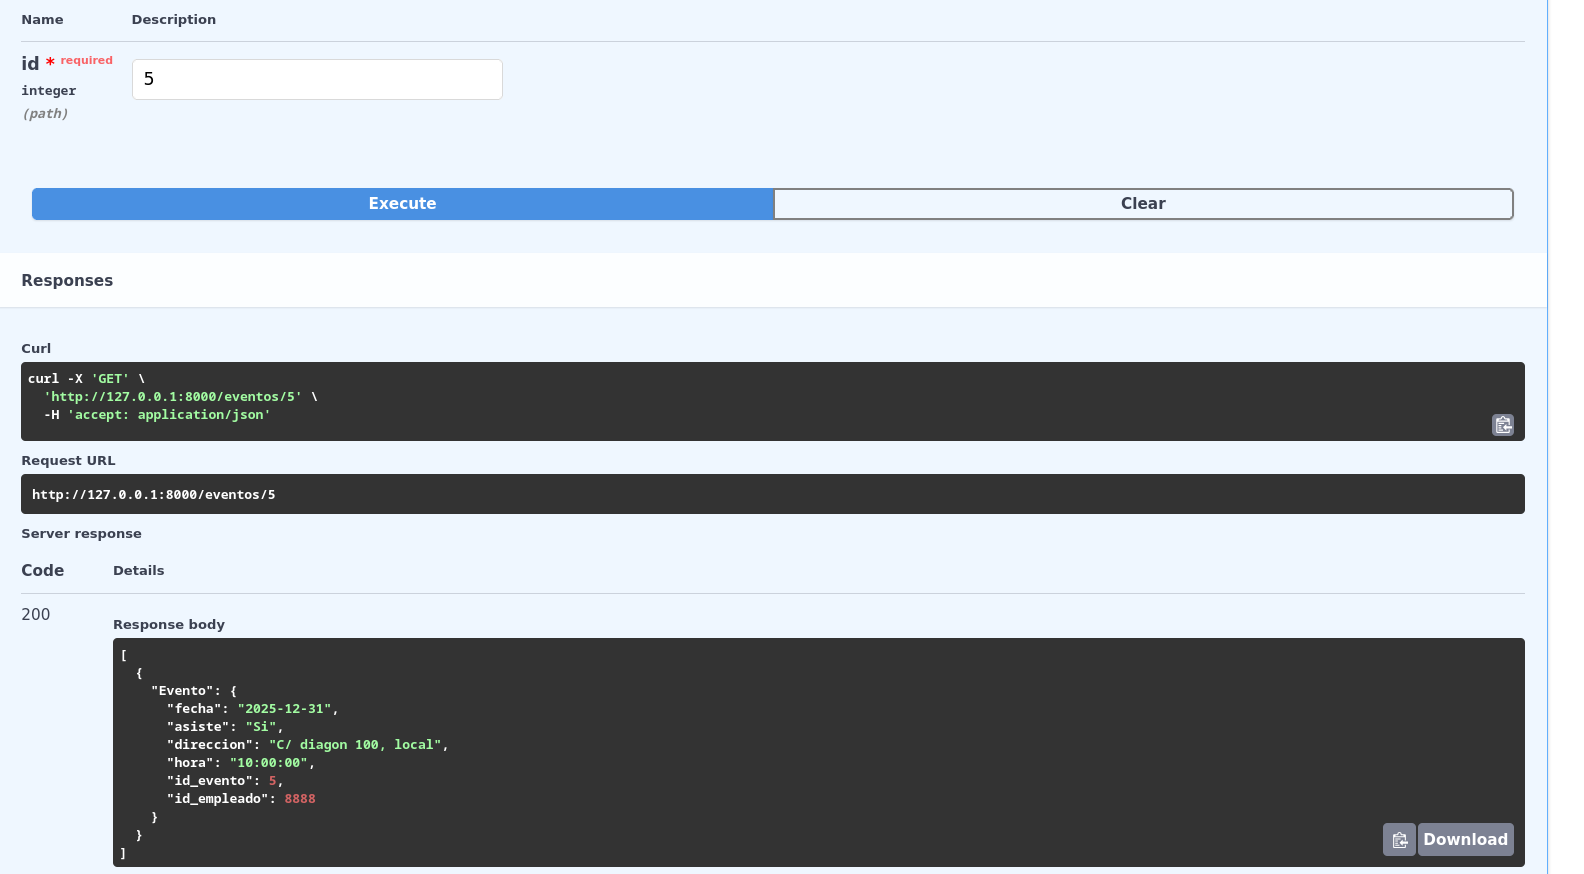 Name Description
id * required
5
integer
(path)
Execute Clear
Responses
Curl
curl -X 'GET' \
  'http://127.0.0.1:8000/eventos/5' \
  -H 'accept: application/json'
Request URL
http://127.0.0.1:8000/eventos/5
Server response
Code Details
200
Response body
[
  {
    "Evento": {
      "fecha": "2025-12-31",
      "asiste": "Si",
      "direccion": "C/ diagon 100, local",
      "hora": "10:00:00",
      "id_evento": 5,
      "id_empleado": 8888
    }
  }
]
Download